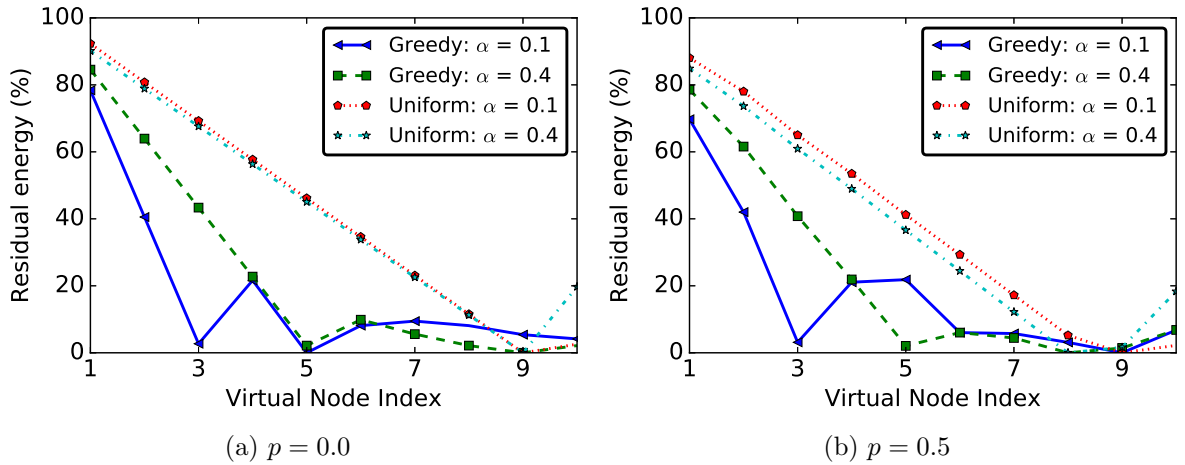 100
80
60
40
20
0
Residual energy (%)
1 3 5 7 9
Virtual Node Index
Greedy: α = 0.1
Greedy: α = 0.4
Uniform: α = 0.1
Uniform: α = 0.4
(a) p = 0.0
100
80
60
40
20
0
Residual energy (%)
1 3 5 7 9
Virtual Node Index
Greedy: α = 0.1
Greedy: α = 0.4
Uniform: α = 0.1
Uniform: α = 0.4
(b) p = 0.5